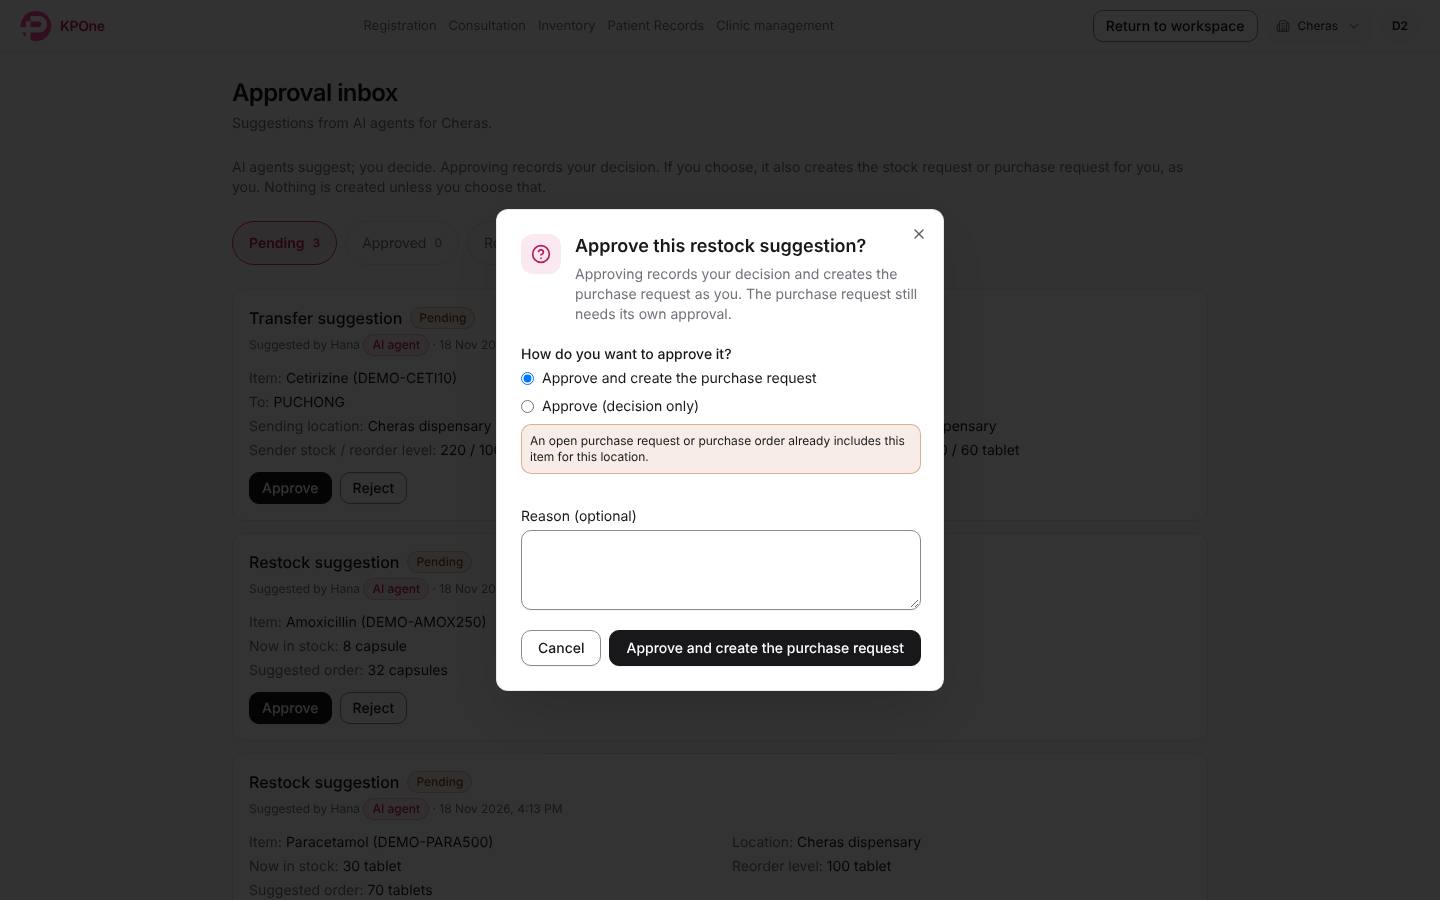 KPOne
Registration Consultation Inventory Patient Records Clinic management
Return to workspace
Cheras
D2
Approval inbox
Suggestions from AI agents for Cheras.
AI agents suggest; you decide. Approving records your decision. If you choose, it also creates the stock request or purchase request for you, as
you. Nothing is created unless you choose that.
Pending 3
Approved 0
Transfer suggestion Pending
Suggested by Hana AI agent · 18 Nov 20
Item: Cetirizine (DEMO-CETI10)
To: PUCHONG
Sending location: Cheras dispensary
Sender stock / reorder level: 220 / 10
/ 60 tablet
Approve Reject
Restock suggestion Pending
Suggested by Hana AI agent · 18 Nov 20
Item: Amoxicillin (DEMO-AMOX250)
Now in stock: 8 capsule
Suggested order: 32 capsules
Approve Reject
Restock suggestion Pending
Suggested by Hana AI agent · 18 Nov 2026, 4:13 PM
Item: Paracetamol (DEMO-PARA500)
Location: Cheras dispensary
Now in stock: 30 tablet
Reorder level: 100 tablet
Suggested order: 70 tablets
Approve this restock suggestion?
Approving records your decision and creates the
purchase request as you. The purchase request still
needs its own approval.
How do you want to approve it?
Approve and create the purchase request
Approve (decision only)
An open purchase request or purchase order already includes this
item for this location.
Reason (optional)
Cancel
Approve and create the purchase request